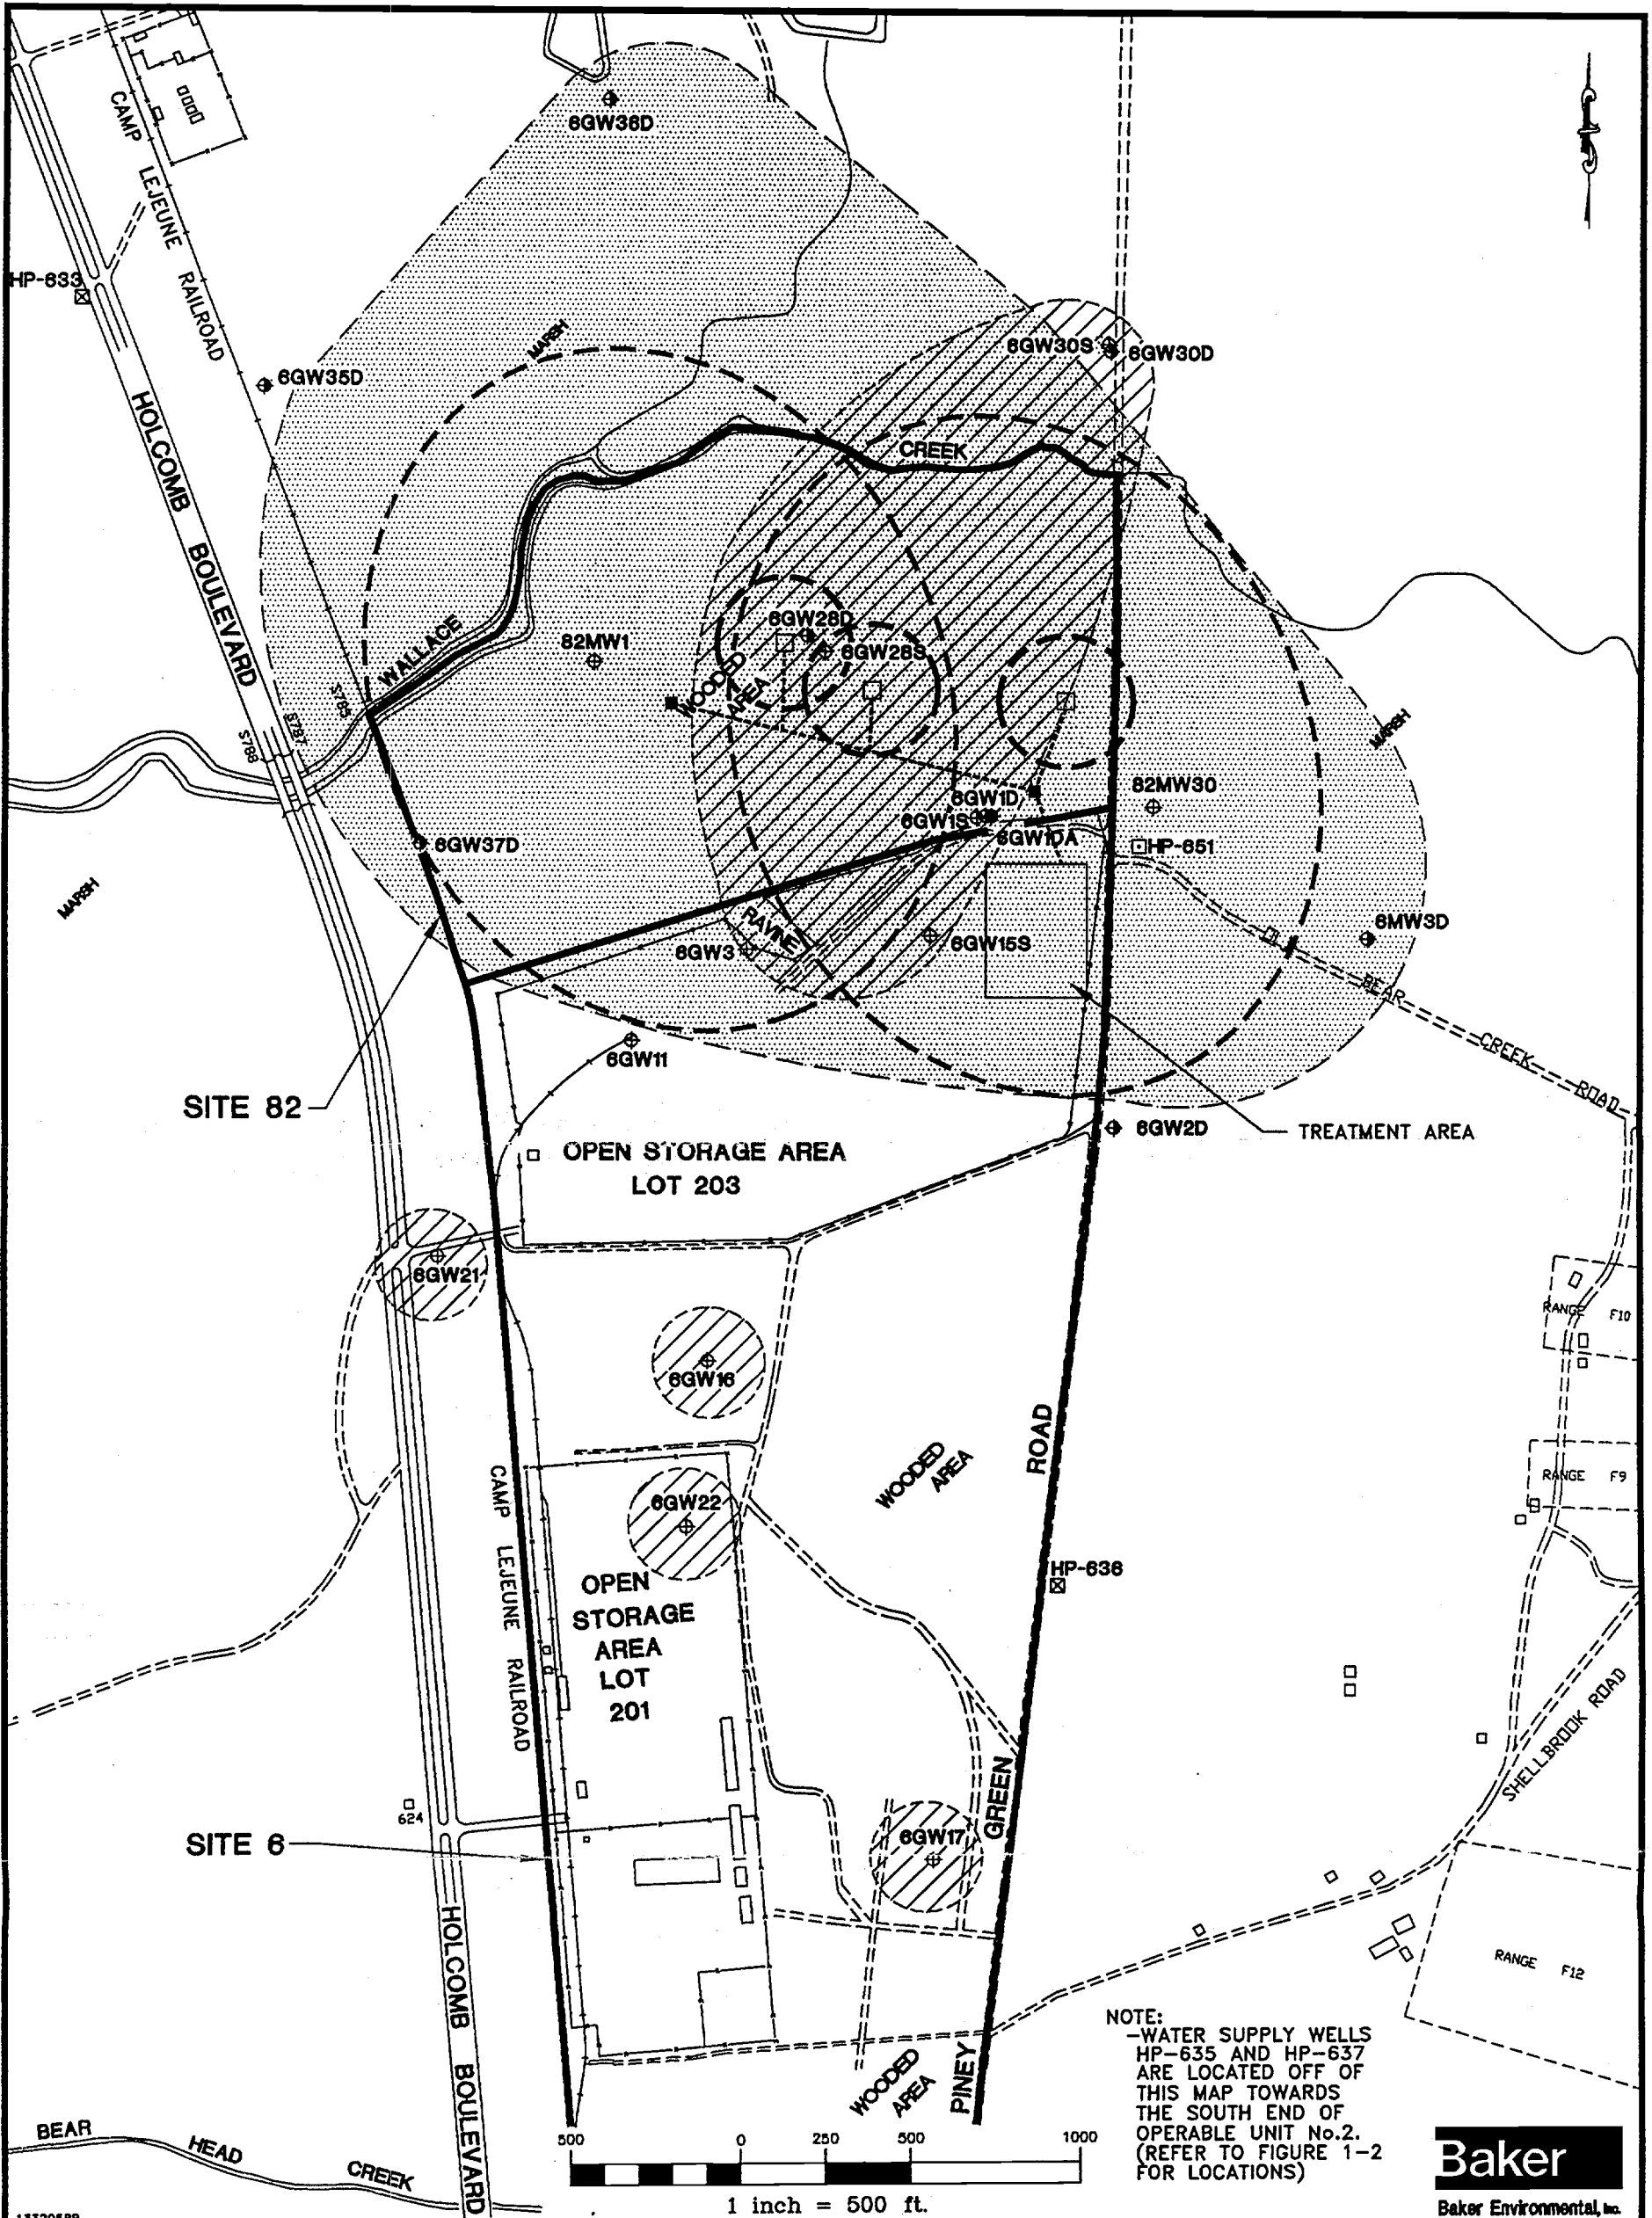 6GW36D
CAMP LEJEUNE RAILROAD
HP-633
MARSH
6GW30S
6GW30D
6GW35D
HOLCOMB BOULEVARD
CREEK
6GW28D
82MW1
6GW28S
WALLACE
WOODED
AREA
S785
S787
S788
MARSH
6GW1D
82MW30
6GW1S
6GW1DA
6GW37D
HP-651
MARSH
RAVINE
6GW3
6GW15S
6MW3D
BEAR CREEK ROAD
6GW11
SITE 82
6GW2D
TREATMENT AREA
OPEN STORAGE AREA
LOT 203
6GW21
RANGE F10
6GW16
WOODED
AREA
RANGE F9
6GW22
HP-636
OPEN
STORAGE
AREA
LOT
201
CAMP LEJEUNE RAILROAD
SHELLBROOK ROAD
624
SITE 6
6GW17
PINEY GREEN ROAD
HOLCOMB BOULEVARD
RANGE F12
WOODED
AREA
NOTE:
-WATER SUPPLY WELLS
HP-635 AND HP-637
ARE LOCATED OFF OF
THIS MAP TOWARDS
THE SOUTH END OF
OPERABLE UNIT No.2.
(REFER TO FIGURE 1-2
FOR LOCATIONS)
BEAR HEAD CREEK
500 0 250 500 1000
1 inch = 500 ft.
Baker
Baker Environmental, Inc.